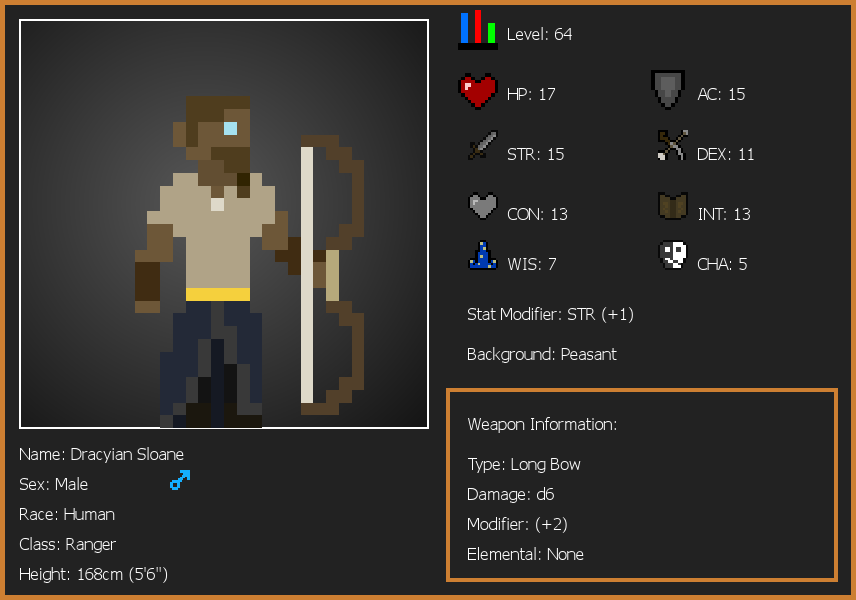 Level: 64
HP: 17
AC: 15
STR: 15
DEX: 11
CON: 13
INT: 13
WIS: 7
CHA: 5
Stat Modifier: STR (+1)
Background: Peasant
Weapon Information:
Type: Long Bow
Damage: d6
Modifier: (+2)
Elemental: None
Name: Dracyian Sloane
Sex: Male
Race: Human
Class: Ranger
Height: 168cm (5'6")